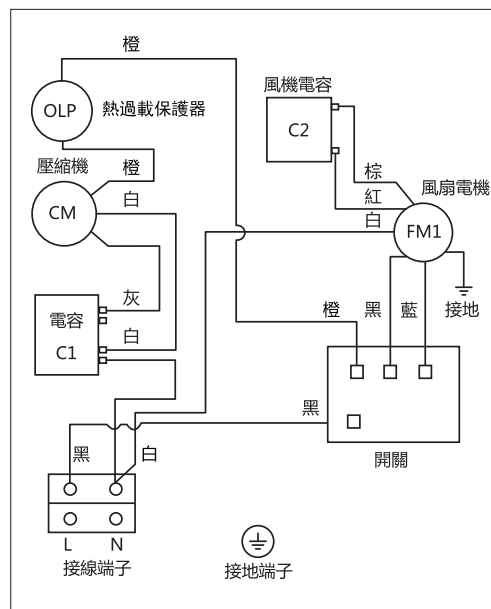 橙
OLP
熱過載保護器
風機電容
C2
壓縮機
橙
棕
白
紅
風扇電機
CM
白
FM1
灰
接地
電容
C1
白
橙
黑
藍
黑
黑
白
開關
L
N
接線端子
接地端子